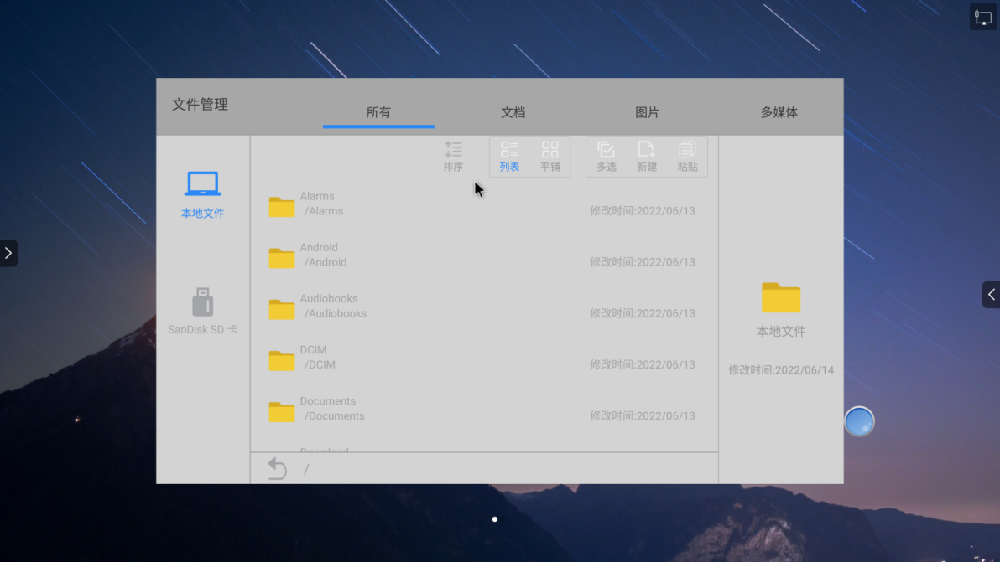 文件管理
所有
文档
图片
多媒体
排序
列表
平铺
多选
新建
粘贴
本地文件
SanDisk SD 卡
Alarms
/Alarms
修改时间:2022/06/13
Android
/Android
修改时间:2022/06/13
Audiobooks
/Audiobooks
修改时间:2022/06/13
DCIM
/DCIM
修改时间:2022/06/13
Documents
/Documents
修改时间:2022/06/13
Download
/
本地文件
修改时间:2022/06/14